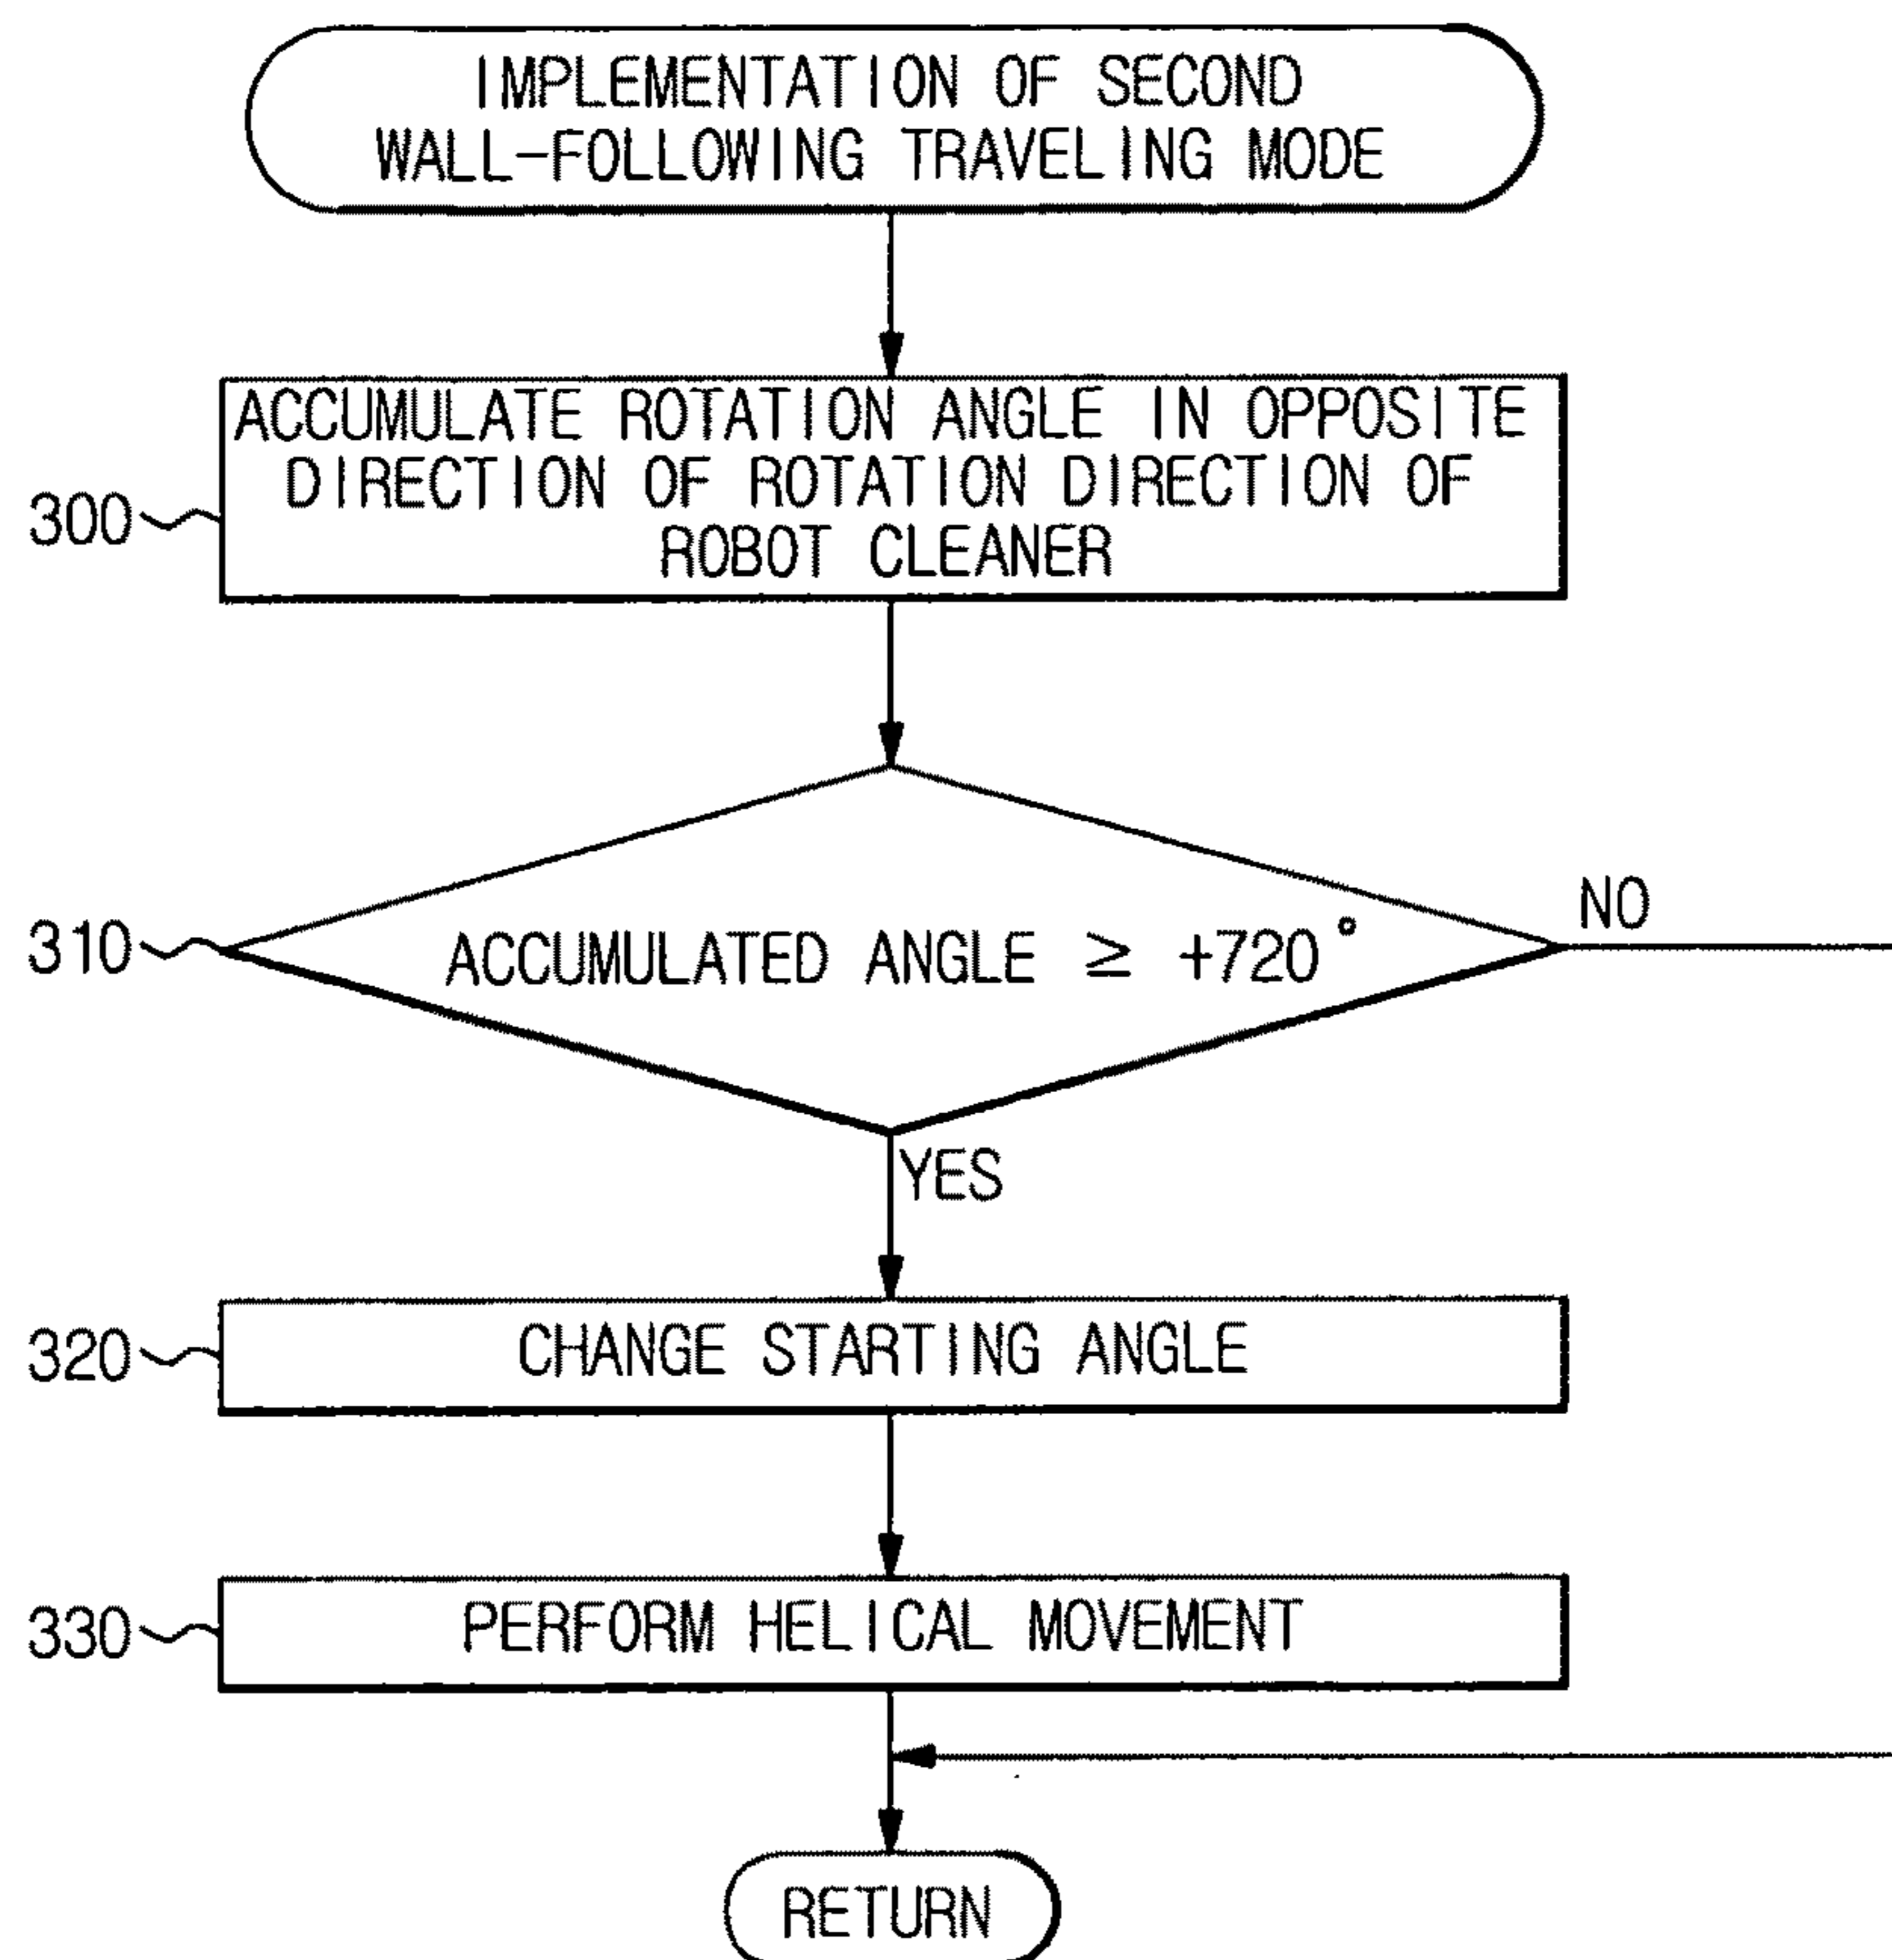 IMPLEMENTATION OF SECOND
WALL-FOLLOWING TRAVELING MODE
ACCUMULATE ROTATION ANGLE IN OPPOSITE
DIRECTION OF ROTATION DIRECTION OF
ROBOT CLEANER
300
310
ACCUMULATED ANGLE ≥ +720°
NO
YES
320
CHANGE STARTING ANGLE
330
PERFORM HELICAL MOVEMENT
RETURN